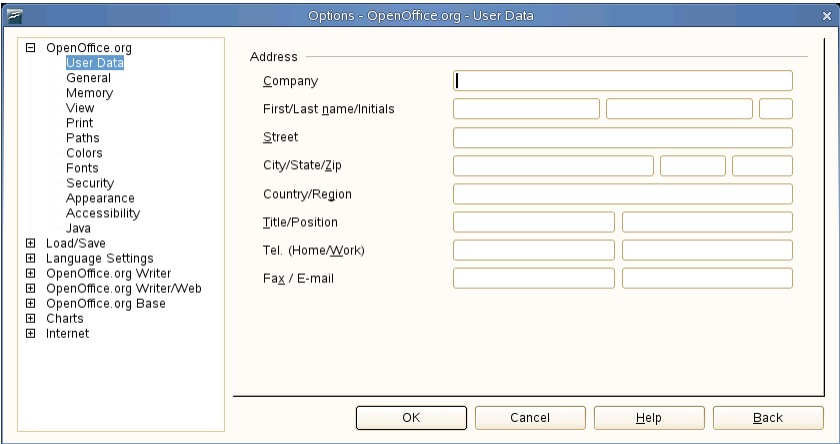 Options - OpenOffice.org - User Data
OpenOffice.org
User Data
General
Memory
View
Print
Paths
Colors
Fonts
Security
Appearance
Accessibility
Java
Load/Save
Language Settings
OpenOffice.org Writer
OpenOffice.org Writer/Web
OpenOffice.org Base
Charts
Internet
Address
Company
First/Last name/Initials
Street
City/State/Zip
Country/Region
Title/Position
Tel. (Home/Work)
Fax / E-mail
OK Cancel Help Back